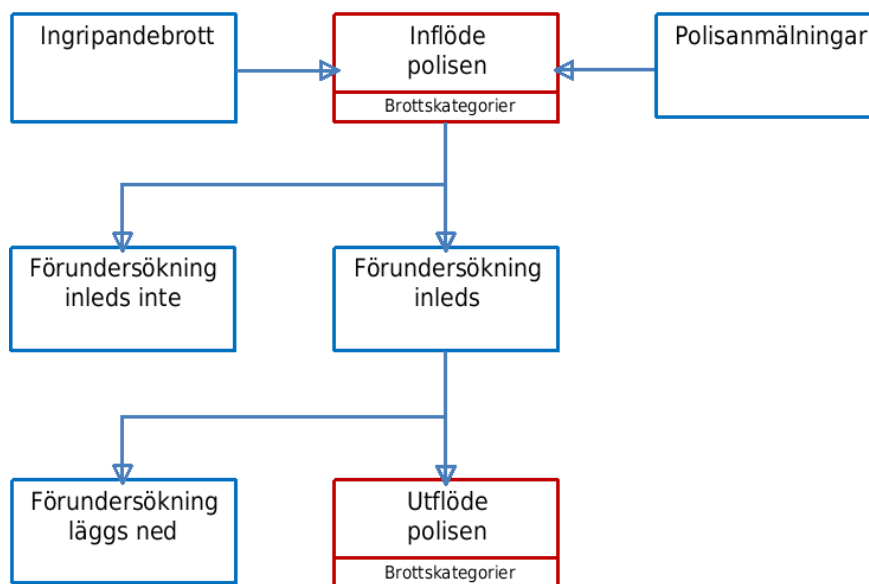 Ingripandebrott
Inflöde
polisen
Brottskategorier
Polisanmälningar
Förundersökning
inleds inte
Förundersökning
inleds
Förundersökning
läggs ned
Utflöde
polisen
Brottskategorier